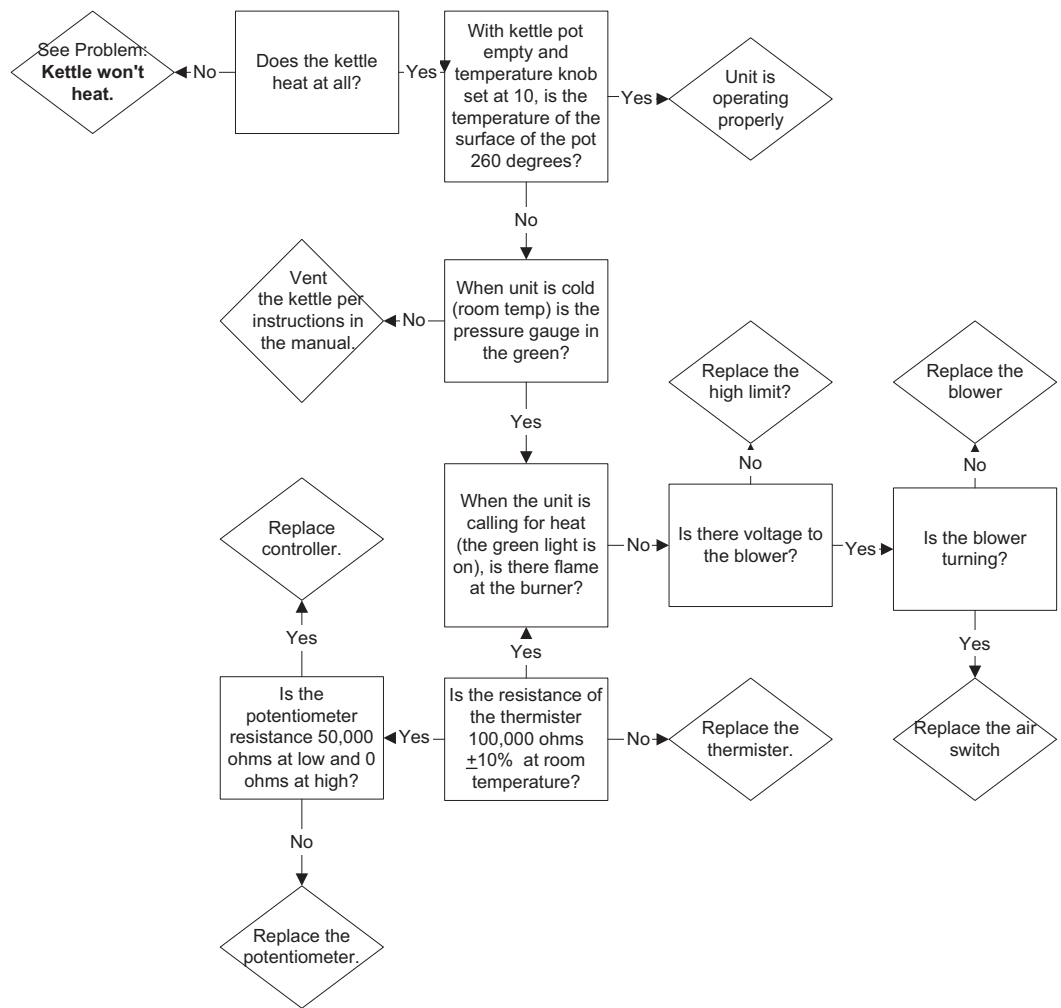 See Problem:
Kettle won't
heat.
No
Does the kettle
heat at all?
Yes
With kettle pot
empty and
temperature knob
set at 10, is the
temperature of the
surface of the pot
260 degrees?
Yes
Unit is
operating
properly
No
Vent
the kettle per
instructions in
the manual.
No
When unit is cold
(room temp) is the
pressure gauge in
the green?
Yes
Replace the
high limit?
No
Replace the
blower
No
Replace
controller.
Yes
When the unit is
calling for heat
(the green light is
on), is there flame
at the burner?
No
Is there voltage to
the blower?
Yes
Is the blower
turning?
Yes
Replace the air
switch
Yes
Is the
potentiometer
resistance 50,000
ohms at low and 0
ohms at high?
Yes
Is the resistance of
the thermister
100,000 ohms
±10% at room
temperature?
No
Replace the
thermister.
No
Replace the
potentiometer.